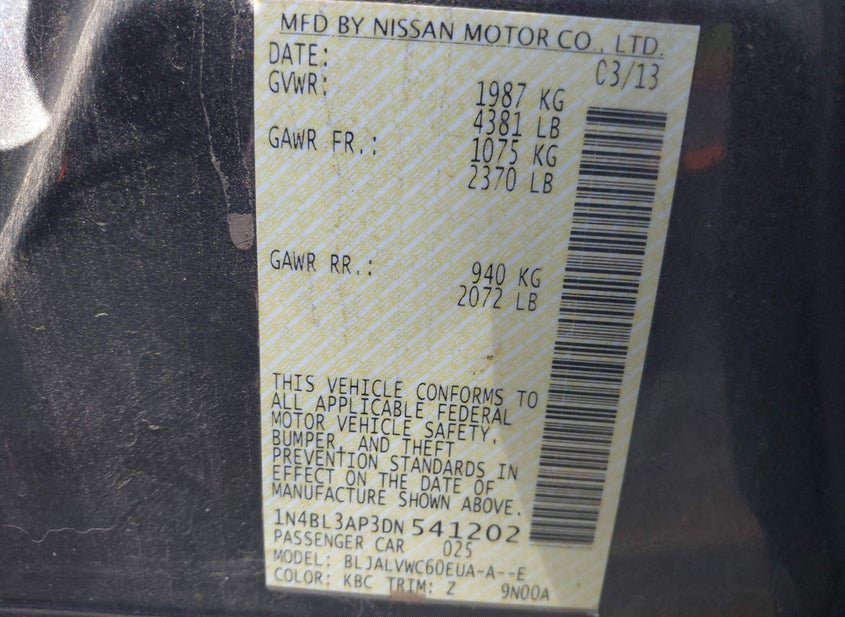 MFD BY NISSAN MOTOR CO., LTD.
DATE: 03/13
GVWR: 1987 KG
4381 LB
GAWR FR.: 1075 KG
2370 LB
GAWR RR.: 940 KG
2072 LB
THIS VEHICLE CONFORMS TO
ALL APPLICABLE FEDERAL
MOTOR VEHICLE SAFETY,
BUMPER, AND THEFT
PREVENTION STANDARDS IN
EFFECT ON THE DATE OF
MANUFACTURE SHOWN ABOVE.
1N4BL3AP3DN541202
PASSENGER CAR 025
MODEL: BLJALVWC60EUA-A--E
COLOR: KBC TRIM: Z 9N00A